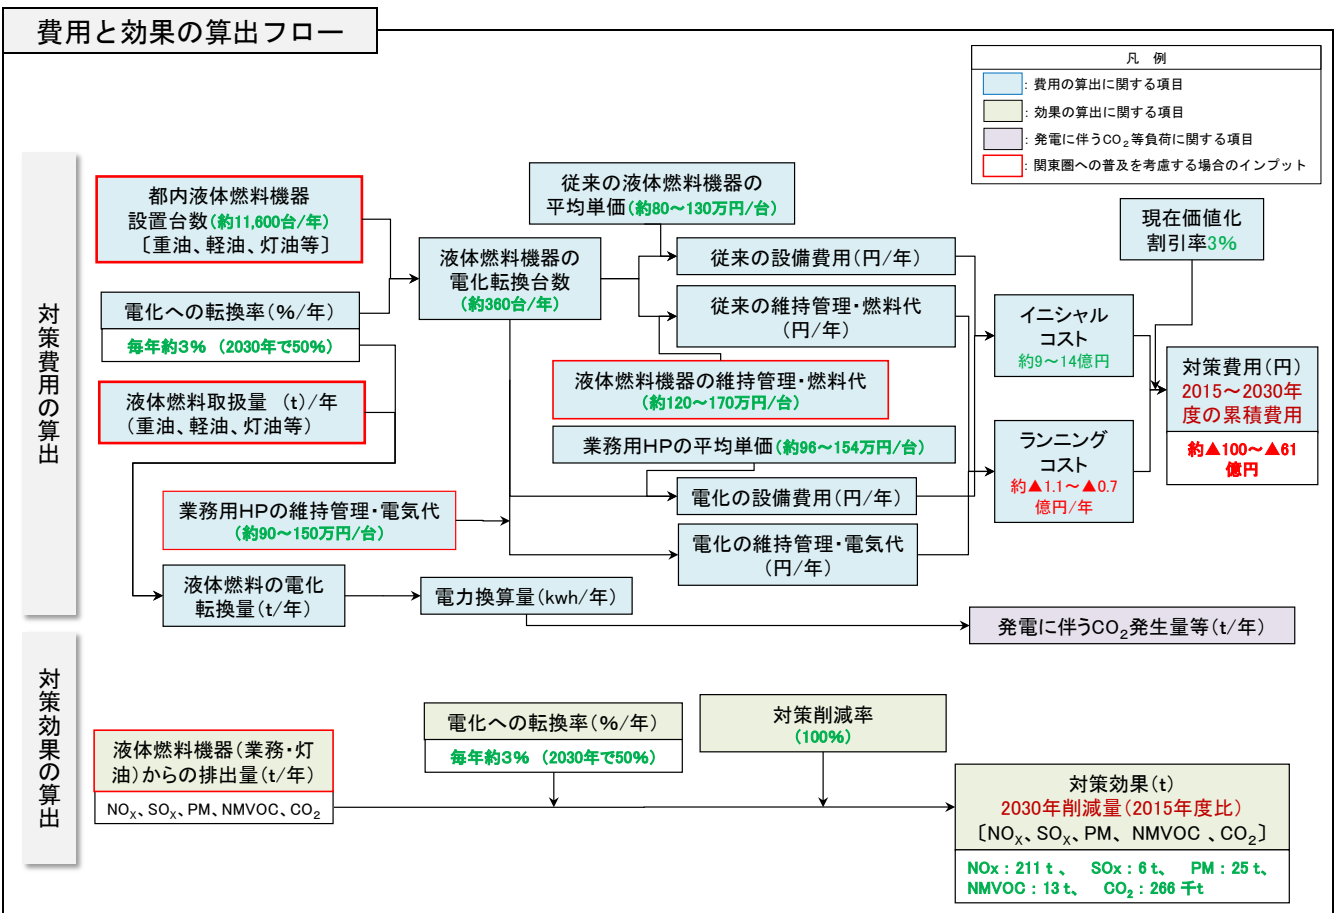 費用と効果の算出フロー
凡　例
：費用の算出に関する項目
：効果の算出に関する項目
：発電に伴うCO₂等負荷に関する項目
：関東圏への普及を考慮する場合のインプット
対策費用の算出
都内液体燃料機器
設置台数（約11,600台/年）
〔重油、軽油、灯油等〕
電化への転換率（％/年）
毎年約３％（2030年で50％）
液体燃料取扱量（t）/年
（重油、軽油、灯油等）
業務用HPの維持管理・電気代
（約90～150万円/台）
液体燃料の電化
転換量（t/年）
液体燃料機器の
電化転換台数
（約360台/年）
電力換算量（kwh/年）
従来の液体燃料機器の
平均単価（約80～130万円/台）
従来の設備費用（円/年）
従来の維持管理・燃料代
（円/年）
液体燃料機器の維持管理・燃料代
（約120～170万円/台）
業務用HPの平均単価（約96～154万円/台）
電化の設備費用（円/年）
電化の維持管理・電気代
（円/年）
イニシャル
コスト
約9～14億円
ランニング
コスト
約▲1.1～▲0.7
億円/年
現在価値化
割引率3％
対策費用（円）
2015～2030年
度の累積費用
約▲100～▲61
億円
発電に伴うCO₂発生量等（t/年）
対策効果の算出
液体燃料機器（業務・灯
油）からの排出量（t/年）
NOX、SOX、PM、NMVOC、CO₂
電化への転換率（％/年）
毎年約３％（2030年で50％）
対策削減率
（100％）
対策効果（t）
2030年削減量（2015年度比）
〔NOX、SOX、PM、NMVOC、CO₂〕
NOx：211 t 、 SOx：6 t、 PM：25 t、
NMVOC：13 t、 CO₂：266 千t